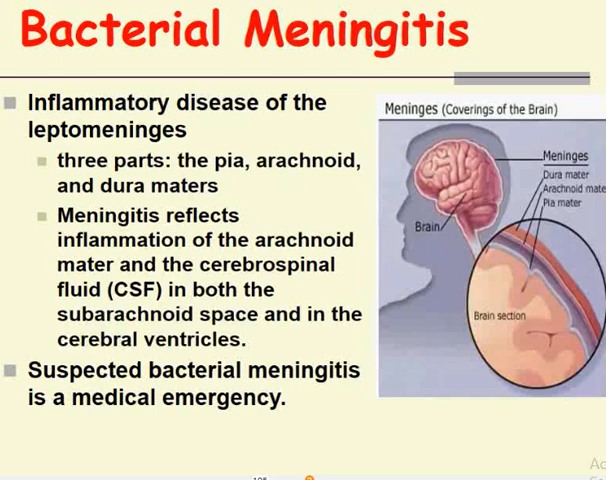 Bacterial Meningitis
Inflammatory disease of the
leptomeninges
three parts: the pia, arachnoid,
and dura maters
Meningitis reflects
inflammation of the arachnoid
mater and the cerebrospinal
fluid (CSF) in both the
subarachnoid space and in the
cerebral ventricles.
Suspected bacterial meningitis
is a medical emergency.
Meninges (Coverings of the Brain)
Meninges
Dura mater
Arachnoid mate
Pia mater
Brain
Brain section